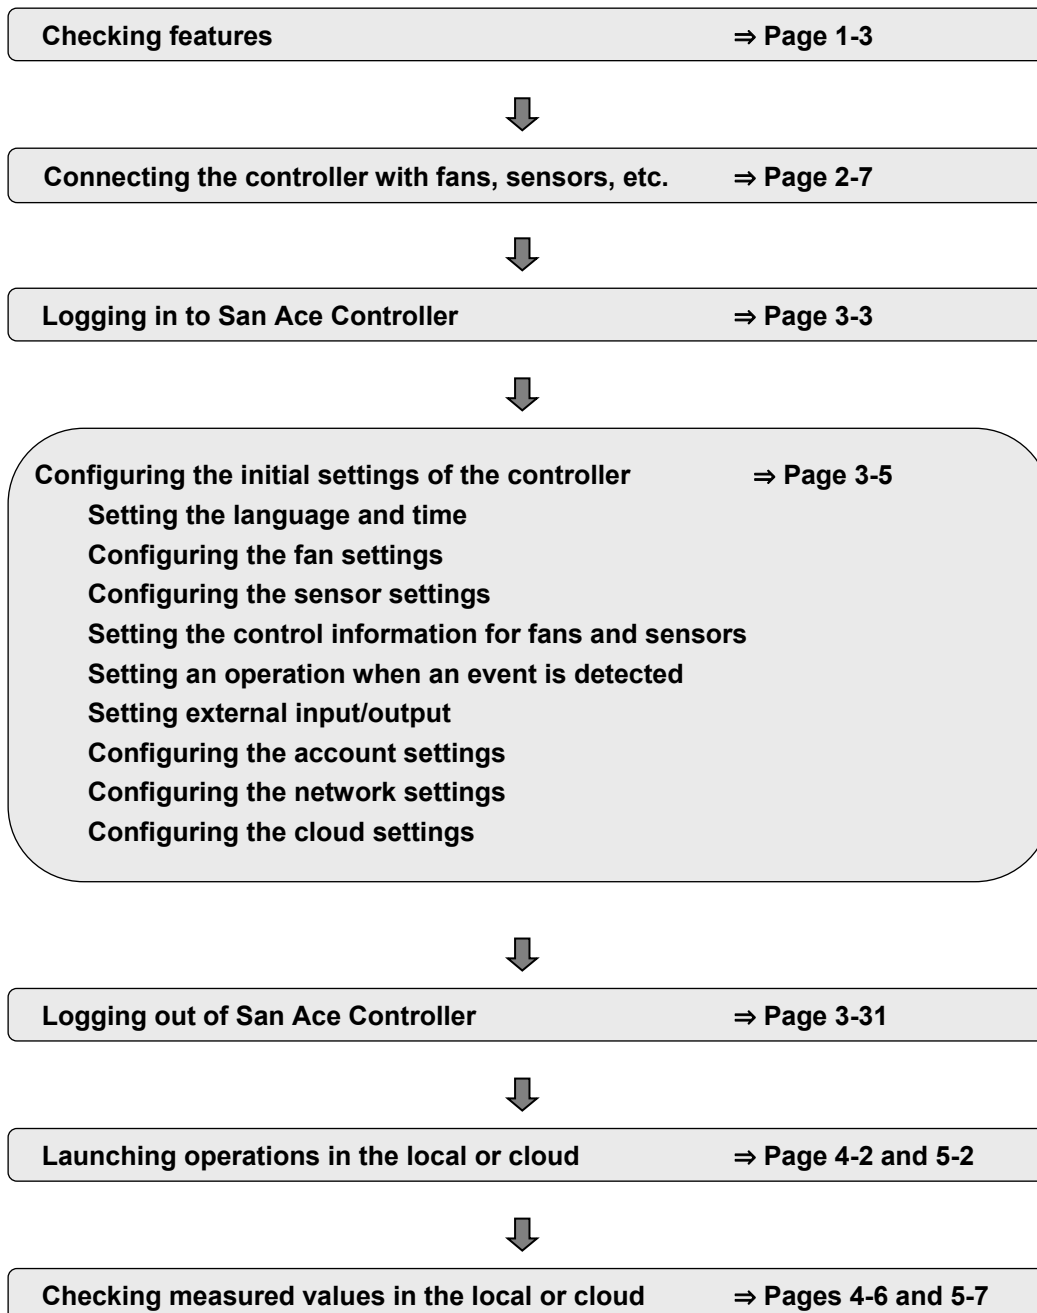 Checking features ⇒ Page 1-3
Connecting the controller with fans, sensors, etc. ⇒ Page 2-7
Logging in to San Ace Controller ⇒ Page 3-3
Configuring the initial settings of the controller ⇒ Page 3-5
Setting the language and time
Configuring the fan settings
Configuring the sensor settings
Setting the control information for fans and sensors
Setting an operation when an event is detected
Setting external input/output
Configuring the account settings
Configuring the network settings
Configuring the cloud settings
Logging out of San Ace Controller ⇒ Page 3-31
Launching operations in the local or cloud ⇒ Page 4-2 and 5-2
Checking measured values in the local or cloud ⇒ Pages 4-6 and 5-7